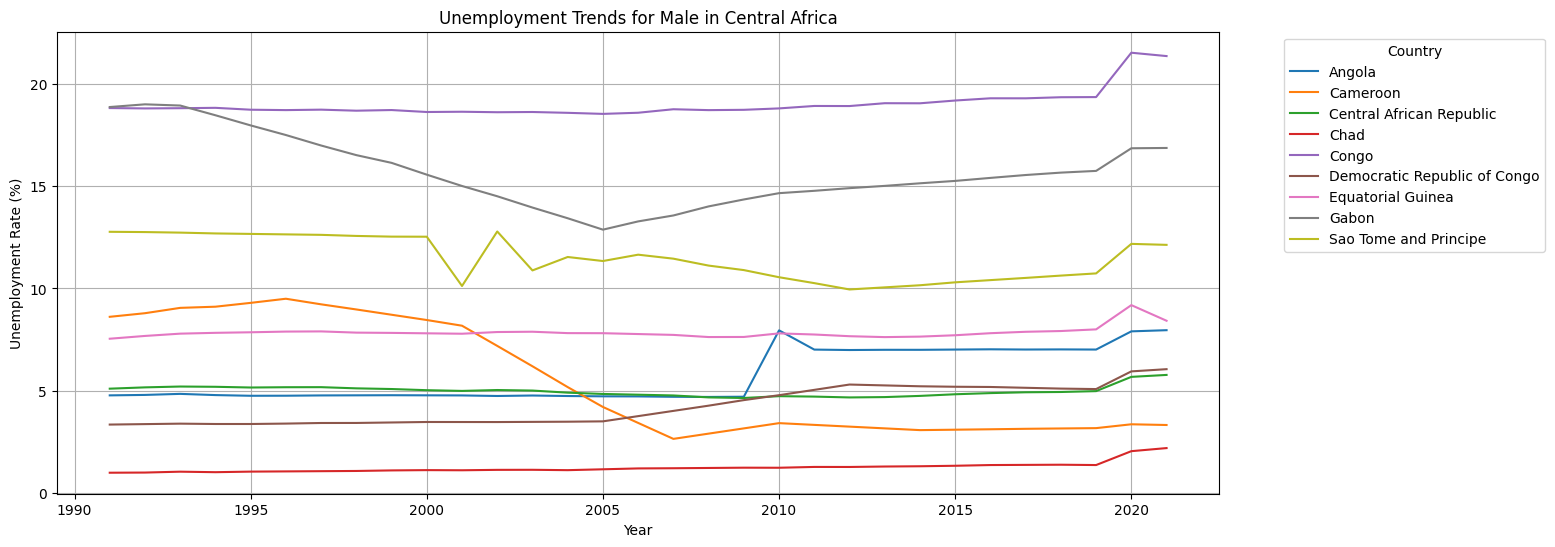 Unemployment Trends for Male in Central Africa
Unemployment Rate (%)
20
15
10
5
0
1990 1995 2000 2005 2010 2015 2020
Year
Country
Angola
Cameroon
Central African Republic
Chad
Congo
Democratic Republic of Congo
Equatorial Guinea
Gabon
Sao Tome and Principe